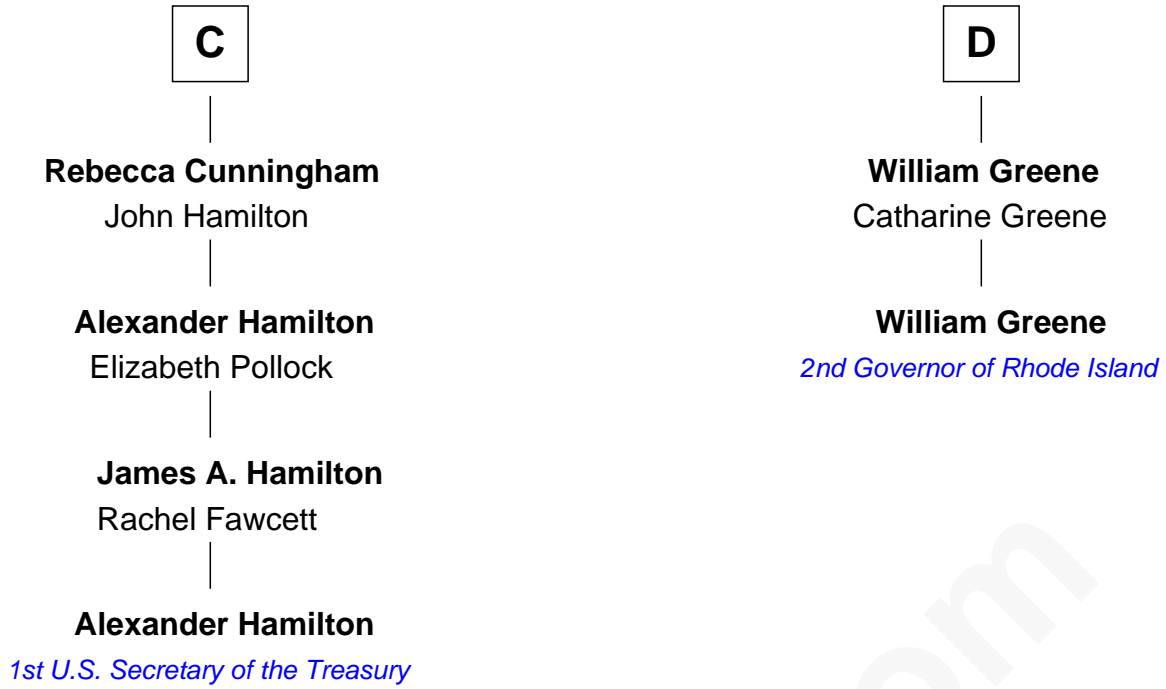 C
Rebecca Cunningham
John Hamilton
Alexander Hamilton
Elizabeth Pollock
James A. Hamilton
Rachel Fawcett
Alexander Hamilton
1st U.S. Secretary of the Treasury
D
William Greene
Catharine Greene
William Greene
2nd Governor of Rhode Island
om